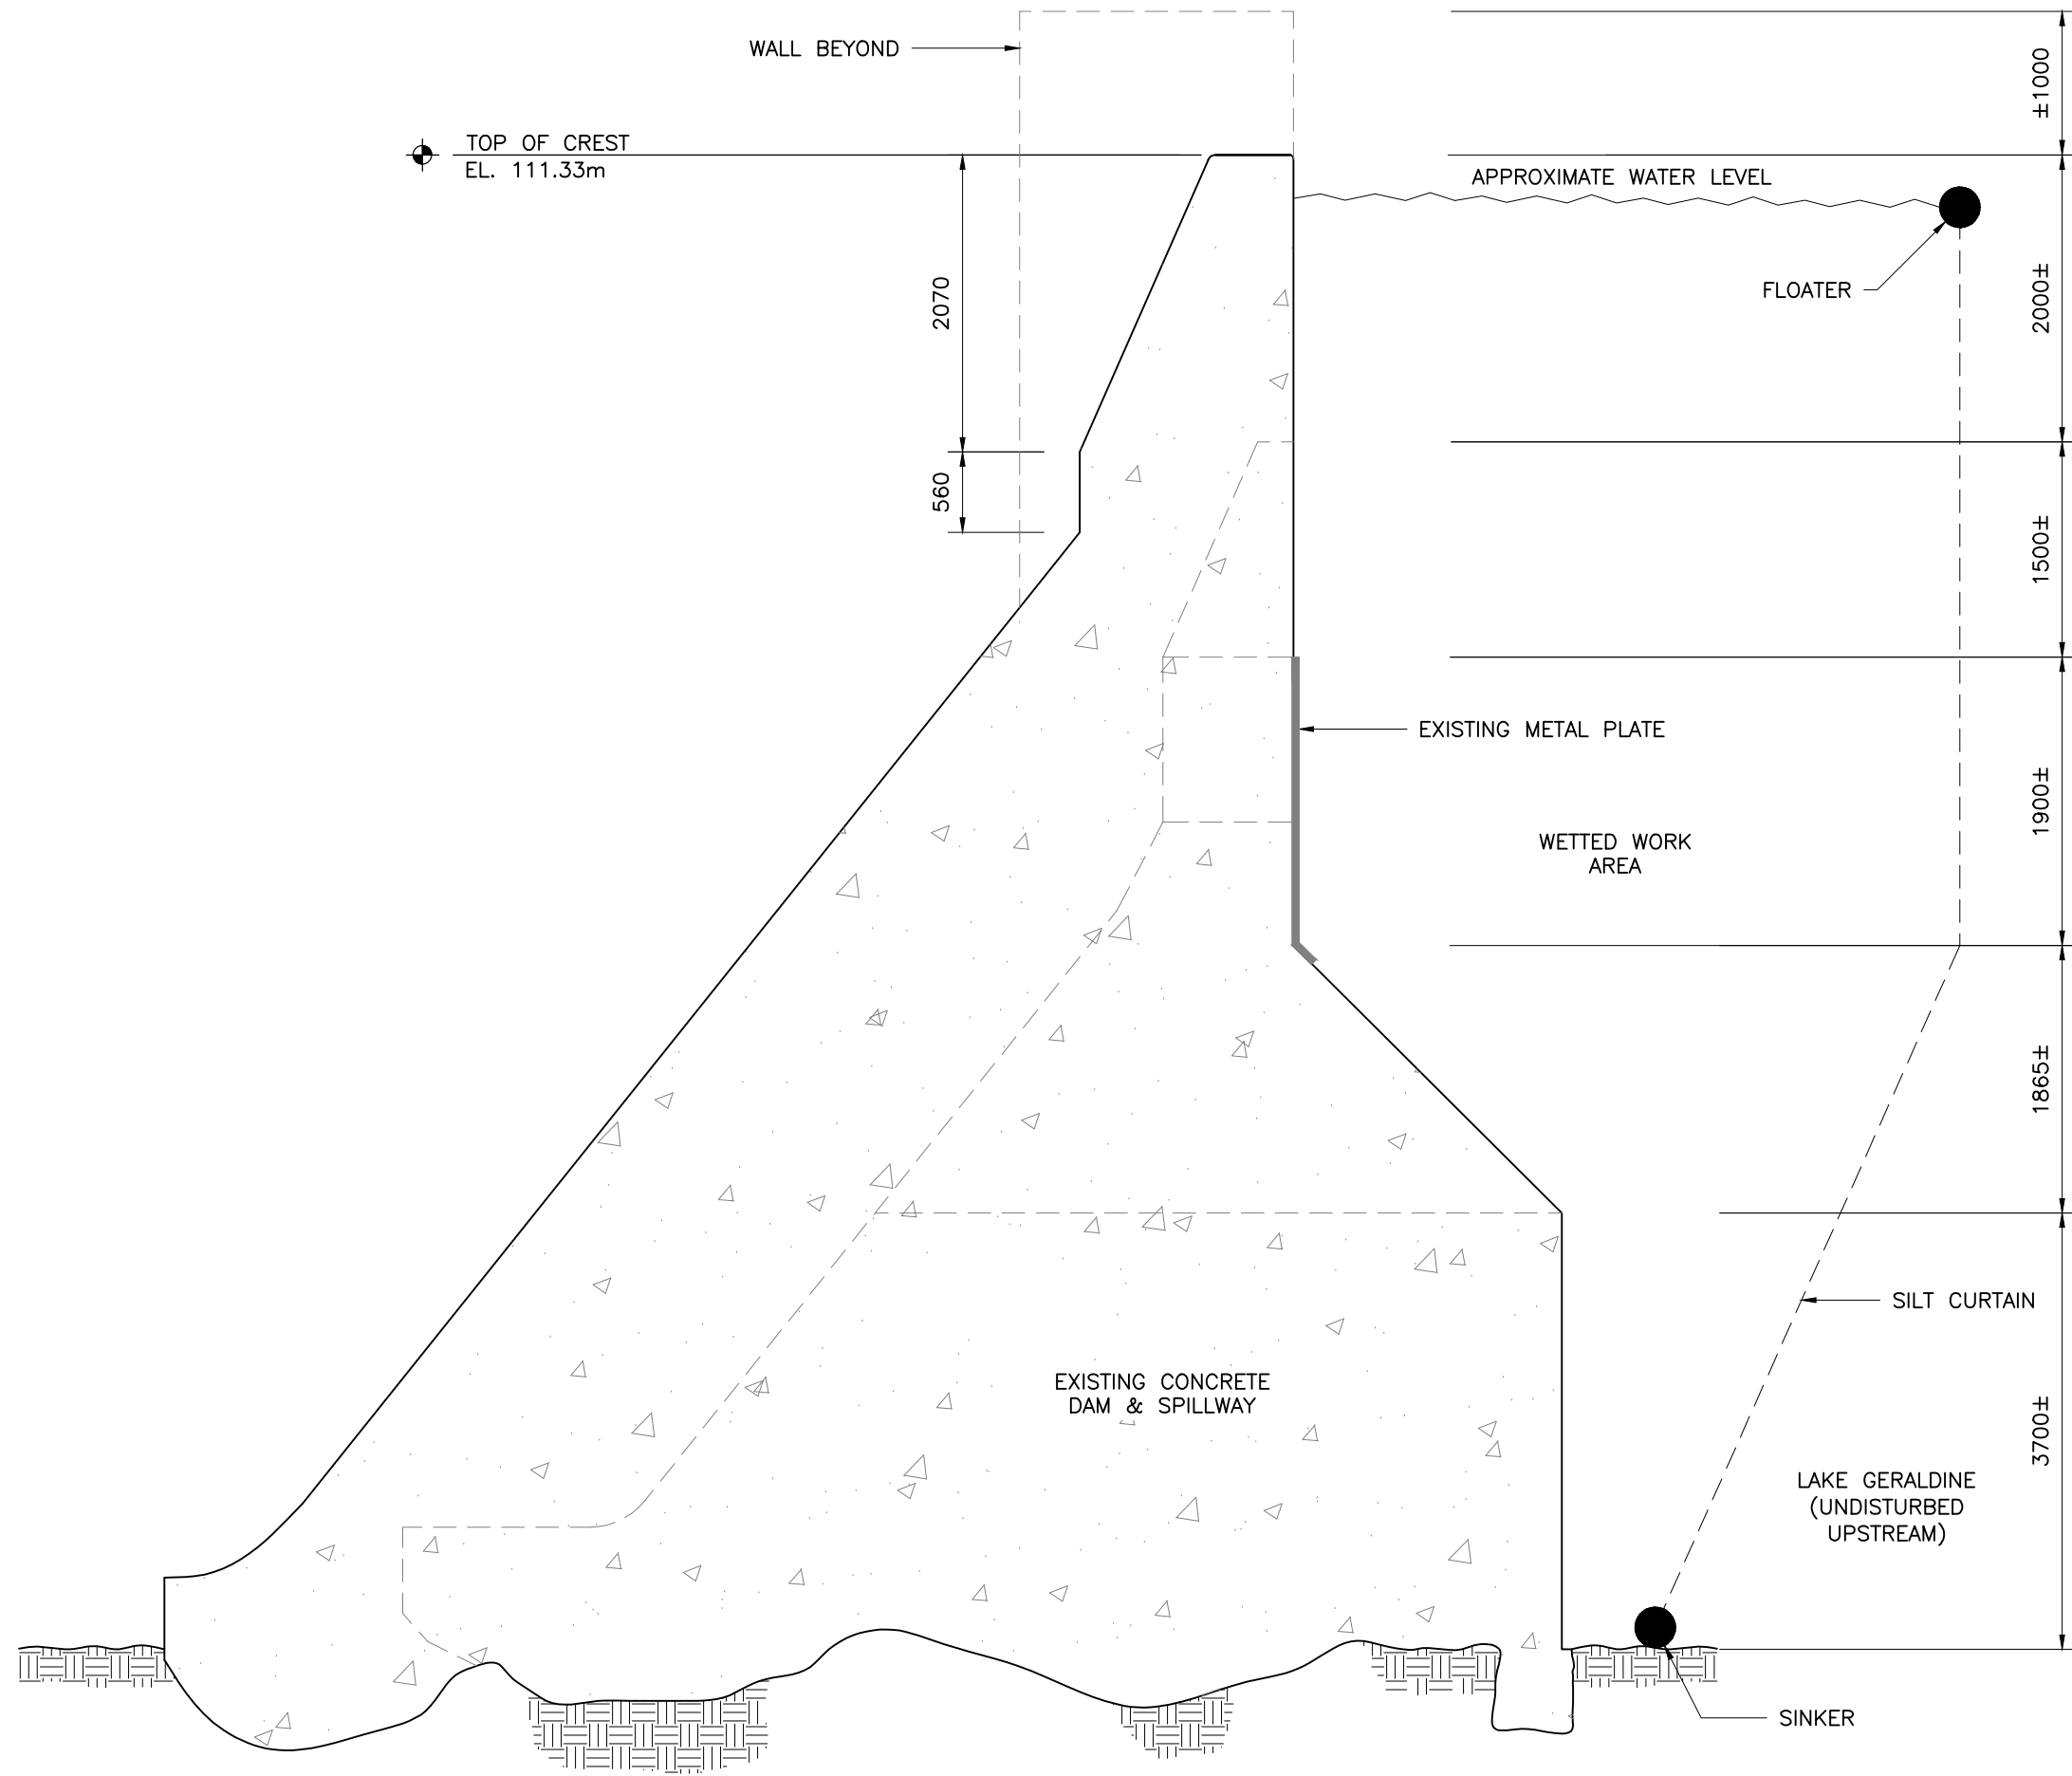 WALL BEYOND
±1000
TOP OF CREST
EL. 111.33m
APPROXIMATE WATER LEVEL
2070
2000±
FLOATER
560
1500±
EXISTING METAL PLATE
1900±
WETTED WORK
AREA
1865±
SILT CURTAIN
EXISTING CONCRETE
DAM & SPILLWAY
3700±
LAKE GERALDINE
(UNDISTURBED
UPSTREAM)
SINKER